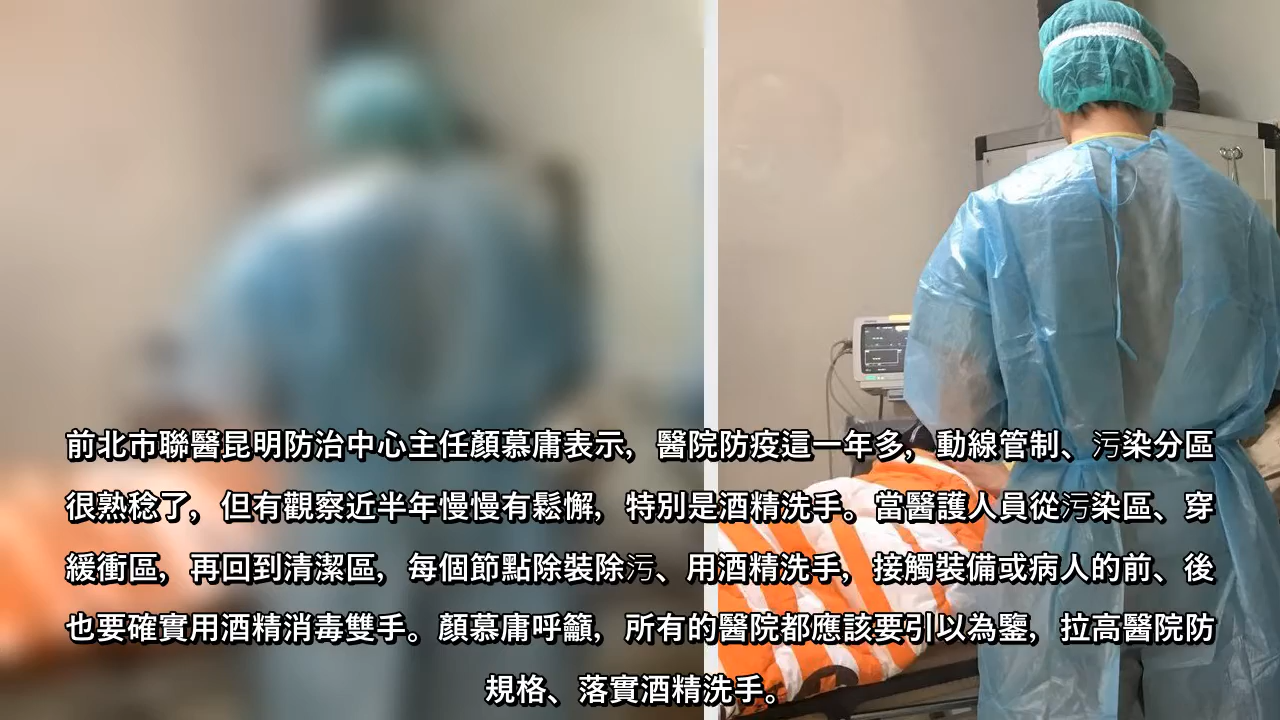 前北市聯醫昆明防治中心主任顏慕庸表示，醫院防疫這一年多，動線管制、污染分區
很熟稔了，但有觀察近半年慢慢有鬆懈，特別是酒精洗手。當醫護人員從污染區、穿
緩衝區，再回到清潔區，每個節點除裝除污、用酒精洗手，接觸裝備或病人的前、後
也要確實用酒精消毒雙手。顏慕庸呼籲，所有的醫院都應該要引以為鑒，拉高醫院防
規格、落實酒精洗手。